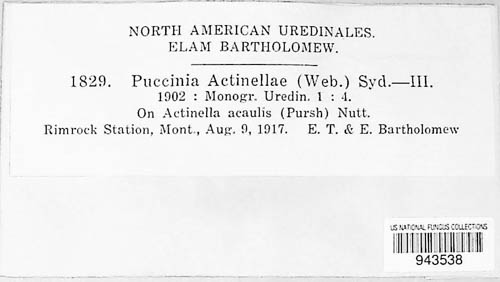 NORTH AMERICAN UREDINALES.
ELAM BARTHOLOMEW.
1829. Puccinia Actinellae (Web.) Syd.—III.
1902 : Monogr. Uredin. 1 : 4.
On Actinella acaulis (Pursh) Nutt.
Rimrock Station, Mont., Aug. 9, 1917. E. T. & E. Bartholomew
US NATIONAL FUNGUS COLLECTIONS
943538